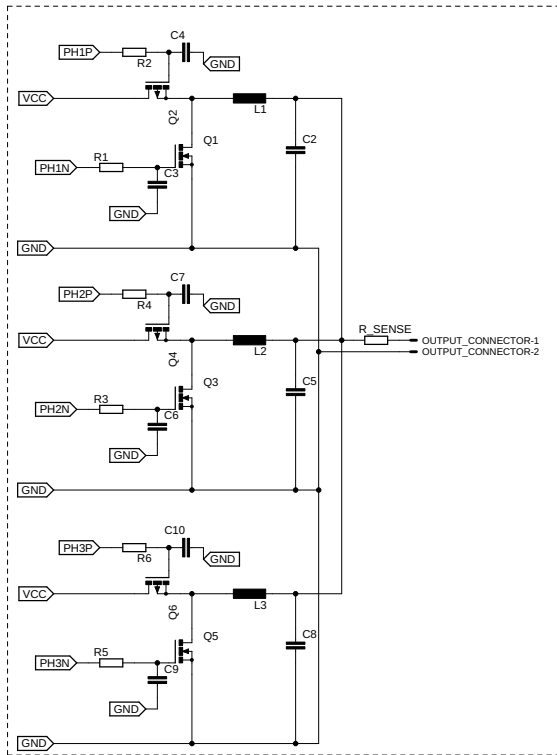 C4
PH1P
R2
GND
VCC
Q2
L1
Q1
C2
R1
PH1N
C3
GND
GND
C7
PH2P
R4
GND
VCC
Q4
L2
R_SENSE
OUTPUT_CONNECTOR-1
OUTPUT_CONNECTOR-2
Q3
C5
R3
PH2N
C6
GND
GND
C10
PH3P
R6
GND
VCC
Q6
L3
Q5
C8
R5
PH3N
C9
GND
GND